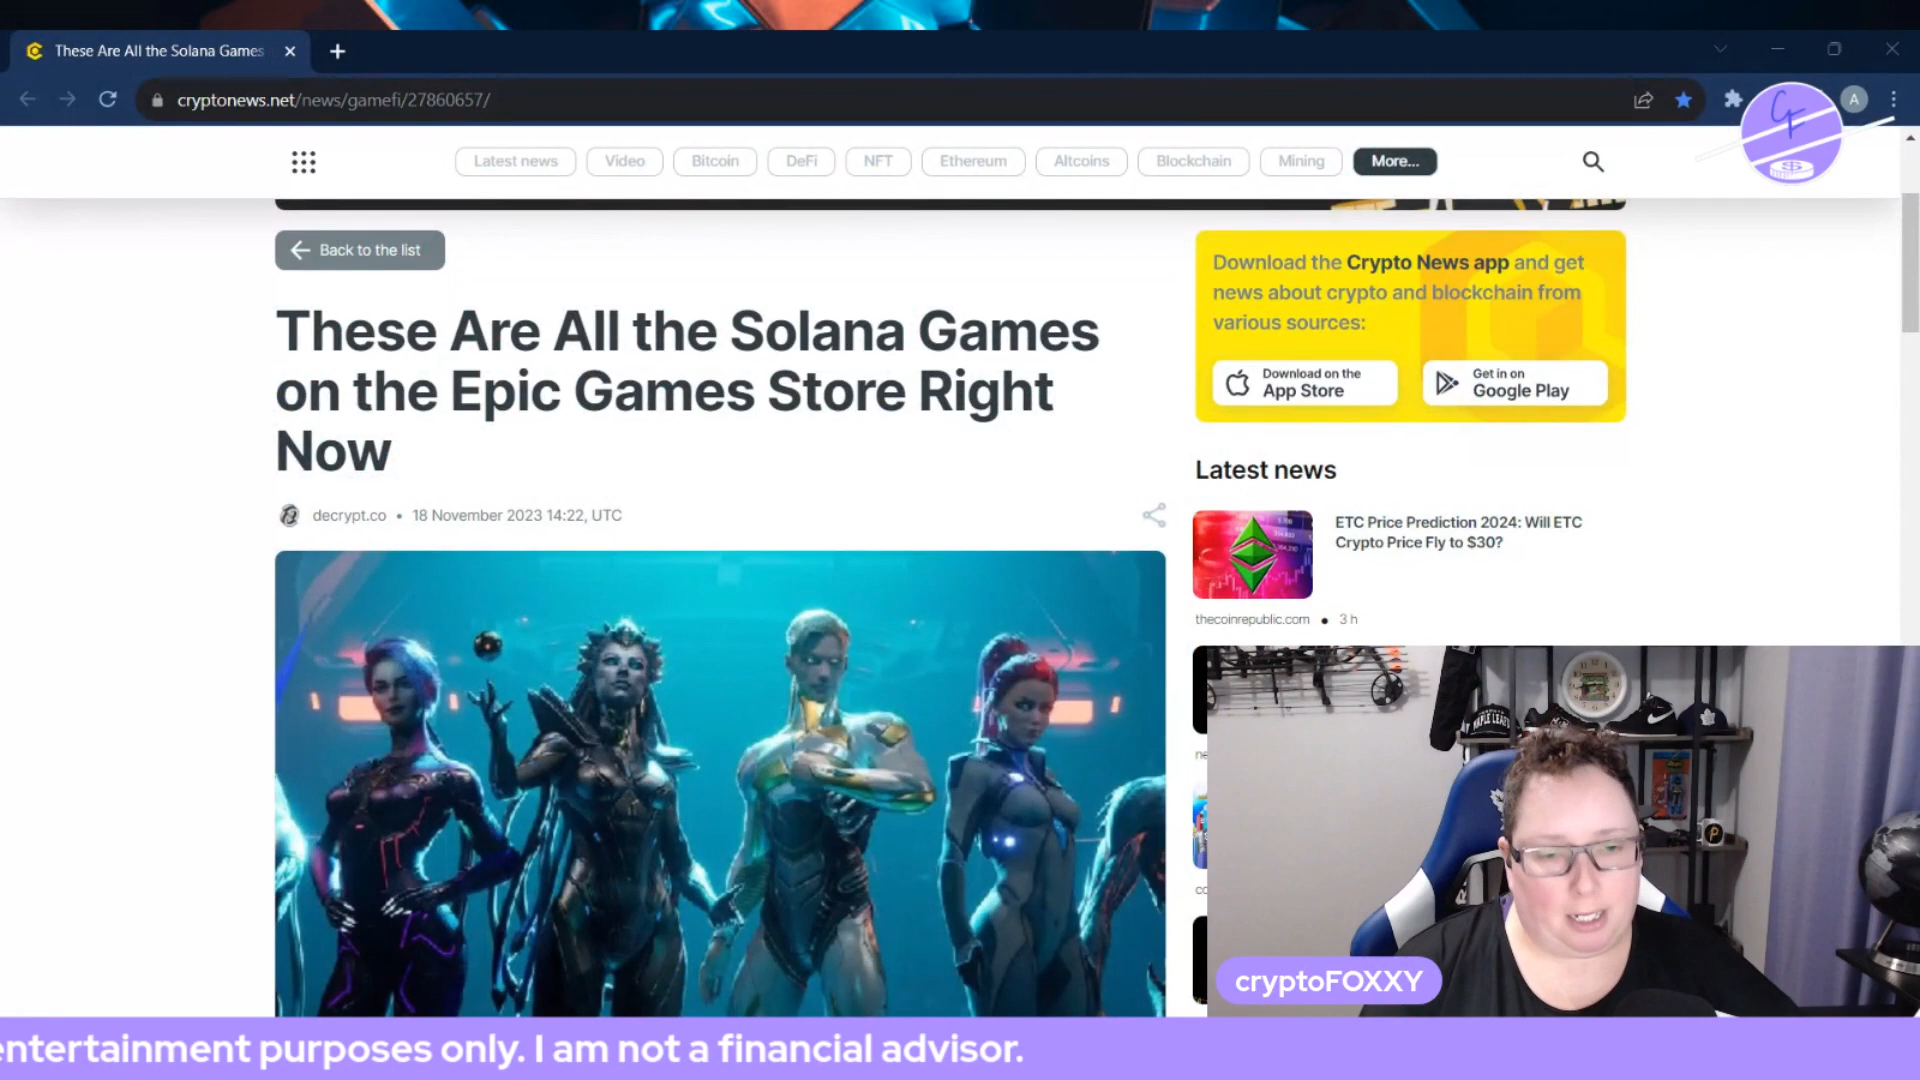 These Are All the Solana Games
cryptonews.net/news/gamefi/27860657/
A
Latest news
Video
Bitcoin
DeFi
NFT
Ethereum
Altcoins
Blockchain
Mining
More...
Back to the list
These Are All the Solana Games
on the Epic Games Store Right
Now
decrypt.co • 18 November 2023 14:22, UTC
Download the Crypto News app and get
news about crypto and blockchain from
various sources:
Download on the
App Store
Get in on
Google Play
Latest news
ETC Price Prediction 2024: Will ETC
Crypto Price Fly to $30?
thecoinrepublic.com • 3 h
ne
co
MAPLE LEAFS
cryptoFOXXY
entertainment purposes only. I am not a financial advisor.